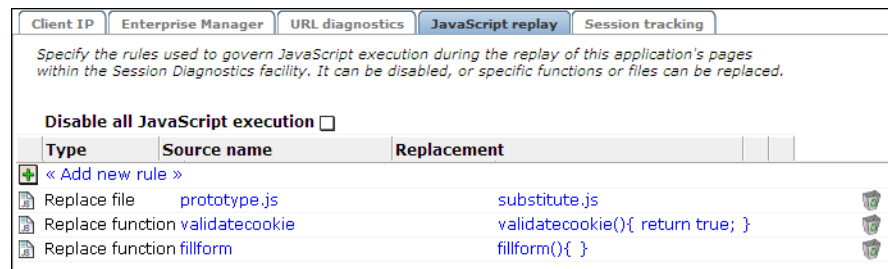 Client IP Enterprise Manager URL diagnostics JavaScript replay Session tracking
Specify the rules used to govern JavaScript execution during the replay of this application's pages
within the Session Diagnostics facility. It can be disabled, or specific functions or files can be replaced.
Disable all JavaScript execution
Type Source name Replacement
« Add new rule »
Replace file prototype.js substitute.js
Replace function validatecookie validatecookie(){ return true; }
Replace function fillform fillform(){ }